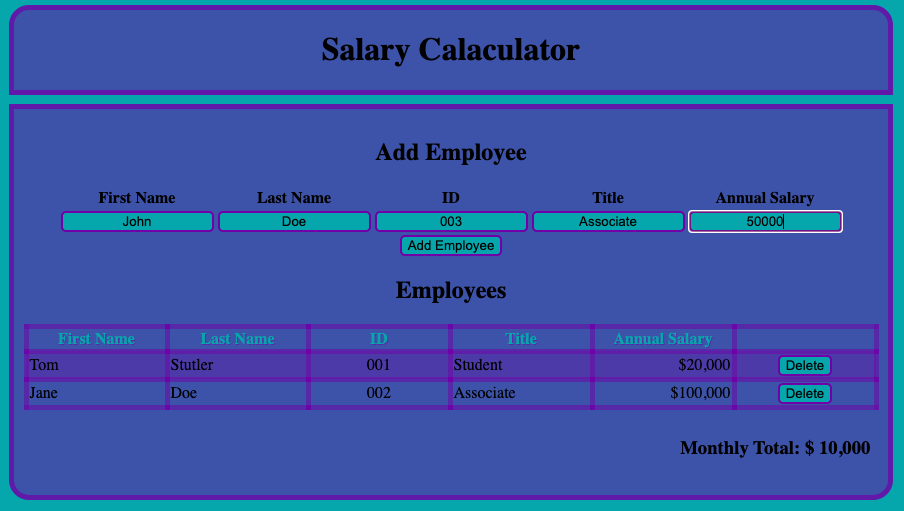 Salary Calaculator
Add Employee
First Name Last Name ID Title Annual Salary
John Doe 003 Associate 50000
Add Employee
Employees
First Name Last Name ID Title Annual Salary
Tom Stutler 001 Student $20,000 Delete
Jane Doe 002 Associate $100,000 Delete
Monthly Total: $ 10,000